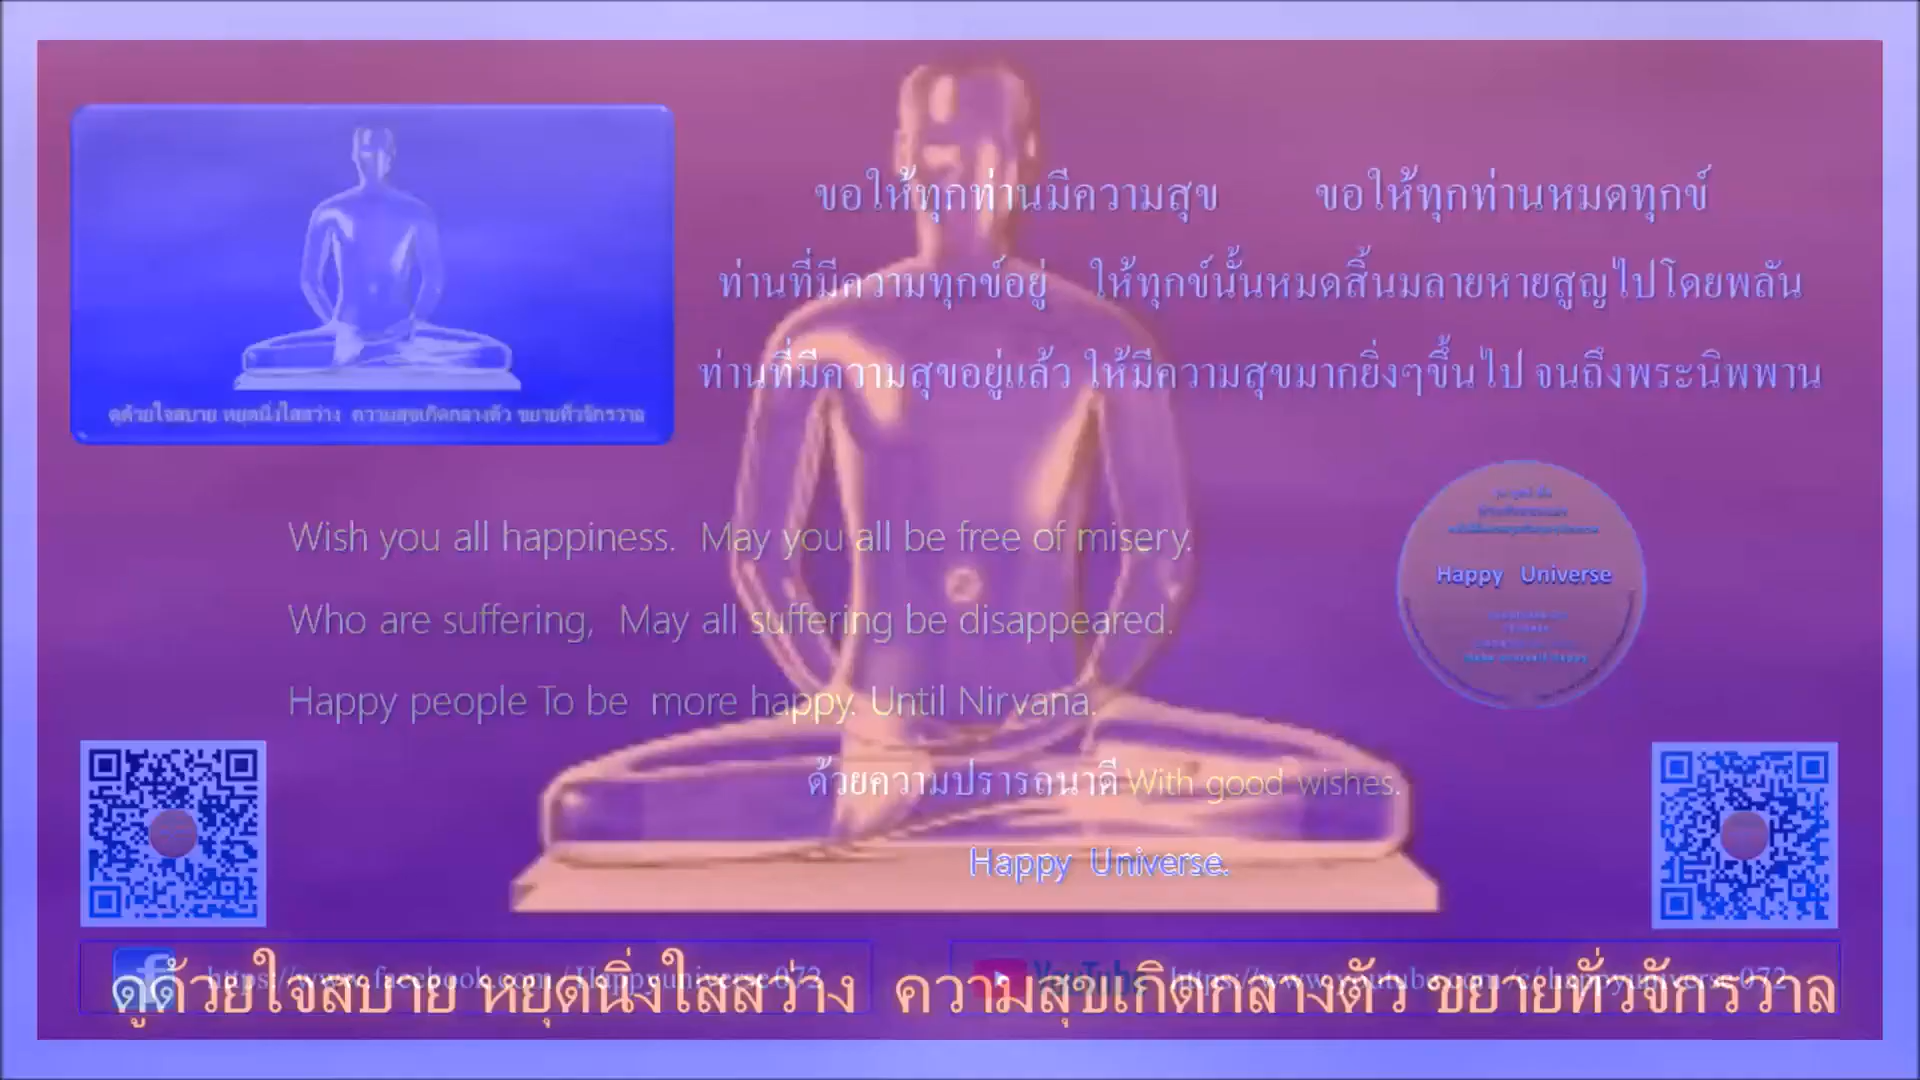 ขอให้ทุกท่านมีความสุข ขอให้ทุกท่านหมดทุกข์
ท่านที่มีความทุกข์อยู่ ให้ทุกข์นั้นหมดสิ้นมลายหายสูญไปโดยพลัน
ท่านที่มีความสุขอยู่แล้ว ให้มีความสุขมากยิ่งๆขึ้นไป จนถึงพระนิพพาน
ดูด้วยใจสบาย หยุดนิ่งใสสว่าง ความสุขเกิดกลางตัว ขยายทั่วจักรวาล
Wish you all happiness. May you all be free of misery.
Who are suffering, May all suffering be disappeared.
Happy people To be more happy. Until Nirvana.
Happy Universe
ด้วยความปรารถนาดี With good wishes.
Happy Universe.
https://www.facebook.com/Happyuniverse072
YouTube https://www.youtube.com/c/happyuniverse072
ดูด้วยใจสบาย หยุดนิ่งใสสว่าง ความสุขเกิดกลางตัว ขยายทั่วจักรวาล